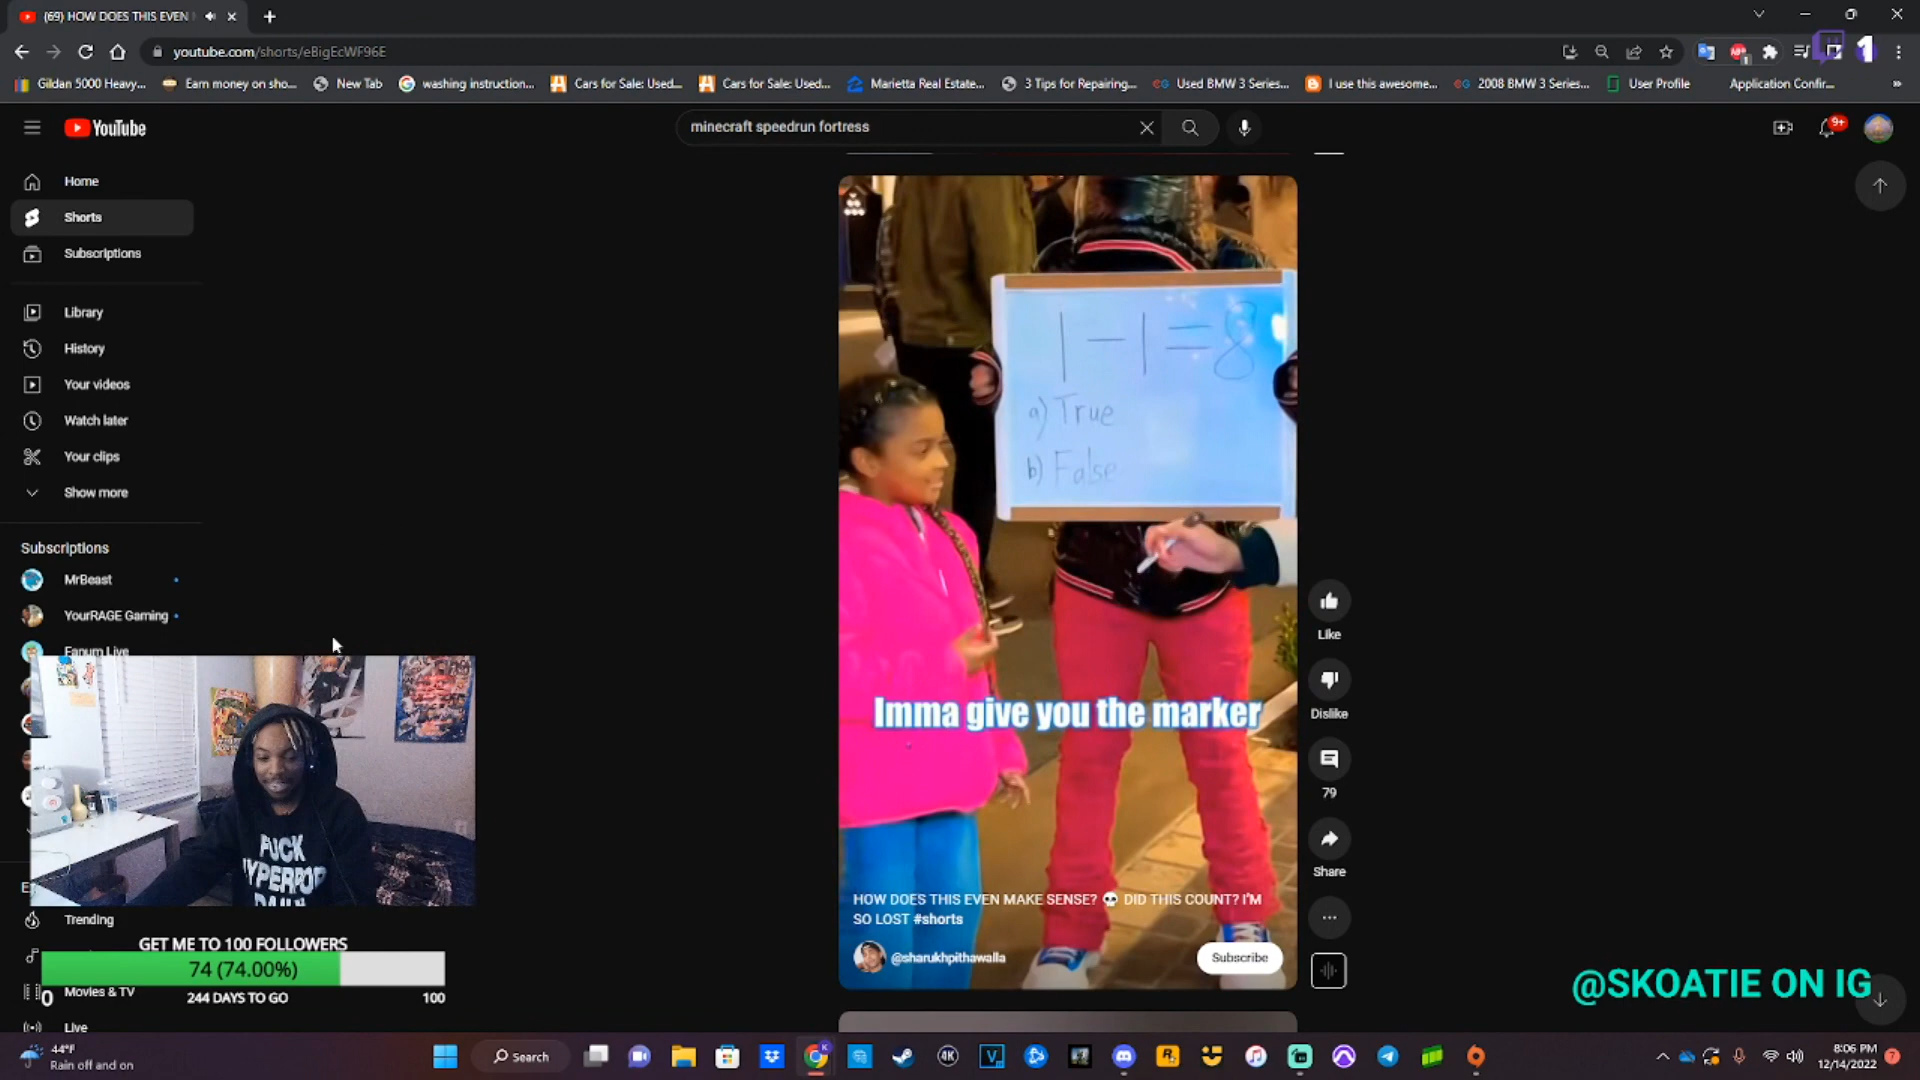 (69) HOW DOES THIS EVEN
youtube.com/shorts/eBigEcWF96E
Gildan 5000 Heavy...
Earn money on sho...
New Tab
washing instruction...
Cars for Sale: Used...
Cars for Sale: Used...
Marietta Real Estate...
3 Tips for Repairing...
Used BMW 3 Series...
I use this awesome...
2008 BMW 3 Series...
User Profile
Application Confir...
YouTube
minecraft speedrun fortress
9+
Home
Shorts
Subscriptions
Library
History
Your videos
Watch later
Your clips
Show more
Subscriptions
MrBeast
YourRAGE Gaming
Fanum Live
1-1=8
a) True
b) False
Imma give you the marker
HOW DOES THIS EVEN MAKE SENSE? 💀 DID THIS COUNT? I'M
SO LOST #shorts
@sharukhpithawalla
Subscribe
Like
Dislike
79
Share
FUCK
HYPERPOP
DAILY
Trending
GET ME TO 100 FOLLOWERS
74 (74.00%)
0
244 DAYS TO GO
100
Movies & TV
Live
@SKOATIE ON IG
44°F
Rain off and on
Search
8:06 PM
12/14/2022
7